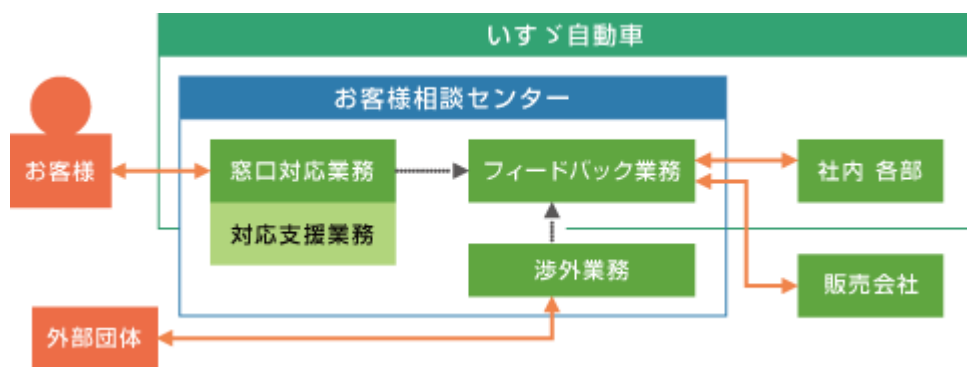 いすゞ自動車
お客様相談センター
お客様
窓口対応業務
フィードバック業務
社内 各部
対応支援業務
渉外業務
販売会社
外部団体